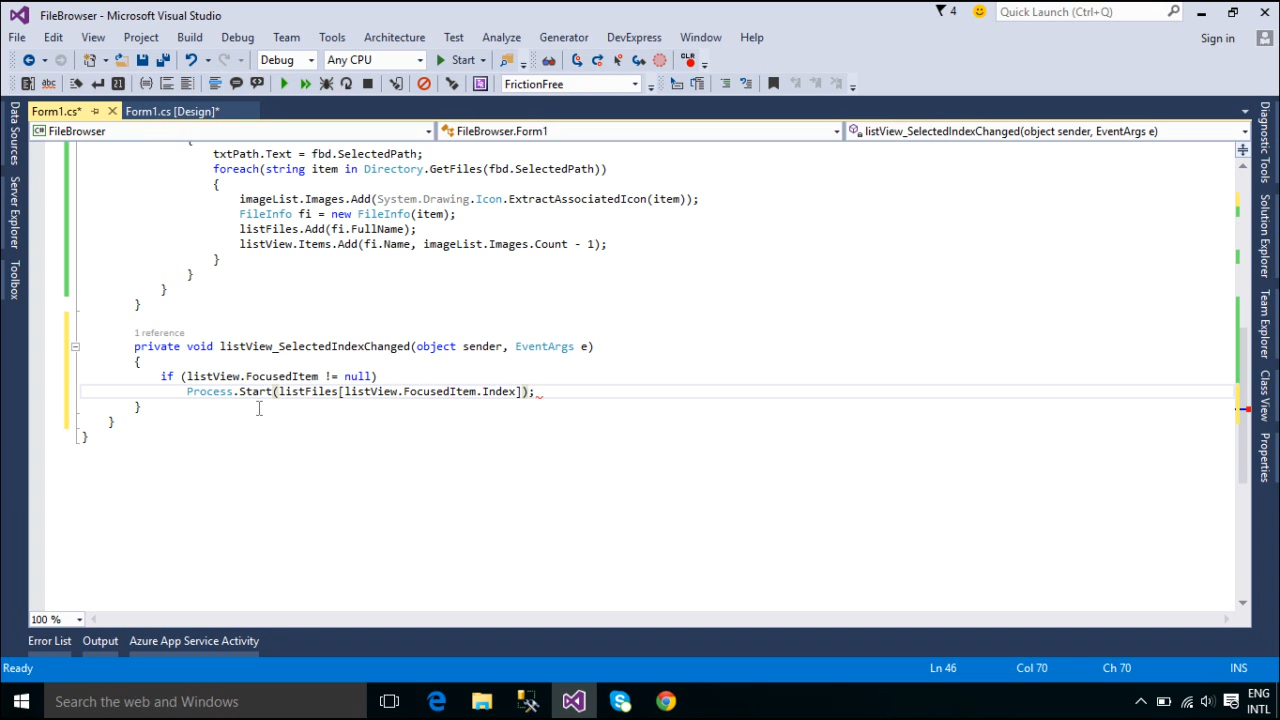 FileBrowser - Microsoft Visual Studio
4
Quick Launch (Ctrl+Q)
File Edit View Project Build Debug Team Tools Architecture Test Analyze Generator DevExpress Window Help
Sign in
Debug Any CPU Start
FrictionFree
Form1.cs* Form1.cs [Design]*
FileBrowser FileBrowser.Form1 listView_SelectedIndexChanged(object sender, EventArgs e)
Data Sources
Server Explorer
Toolbox
{
txtPath.Text = fbd.SelectedPath;
foreach(string item in Directory.GetFiles(fbd.SelectedPath))
{
imageList.Images.Add(System.Drawing.Icon.ExtractAssociatedIcon(item));
FileInfo fi = new FileInfo(item);
listFiles.Add(fi.FullName);
listView.Items.Add(fi.Name, imageList.Images.Count - 1);
}
}
}
}
1 reference
private void listView_SelectedIndexChanged(object sender, EventArgs e)
{
if (listView.FocusedItem != null)
Process.Start(listFiles[listView.FocusedItem.Index]);
}
}
}
Diagnostic Tools
Solution Explorer
Team Explorer
Class View
Properties
100 %
Error List Output Azure App Service Activity
Ready Ln 46 Col 70 Ch 70 INS
Search the web and Windows
ENG
INTL